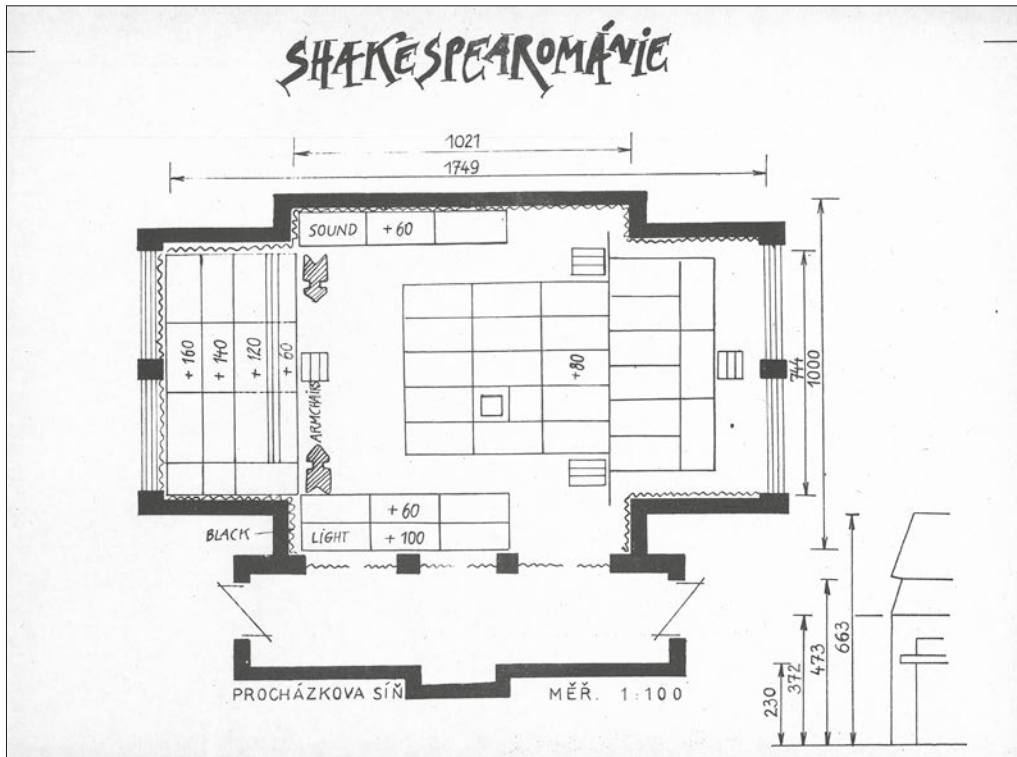 SHAKESPEAROMÁNIE
1021
1749
SOUND +60
+160 +140 +120 +60
ARMCHAIRS
+80
744
1000
+60
BLACK
LIGHT +100
663
473
372
230
PROCHÁZKOVA SÍŇ MĚŘ. 1:100